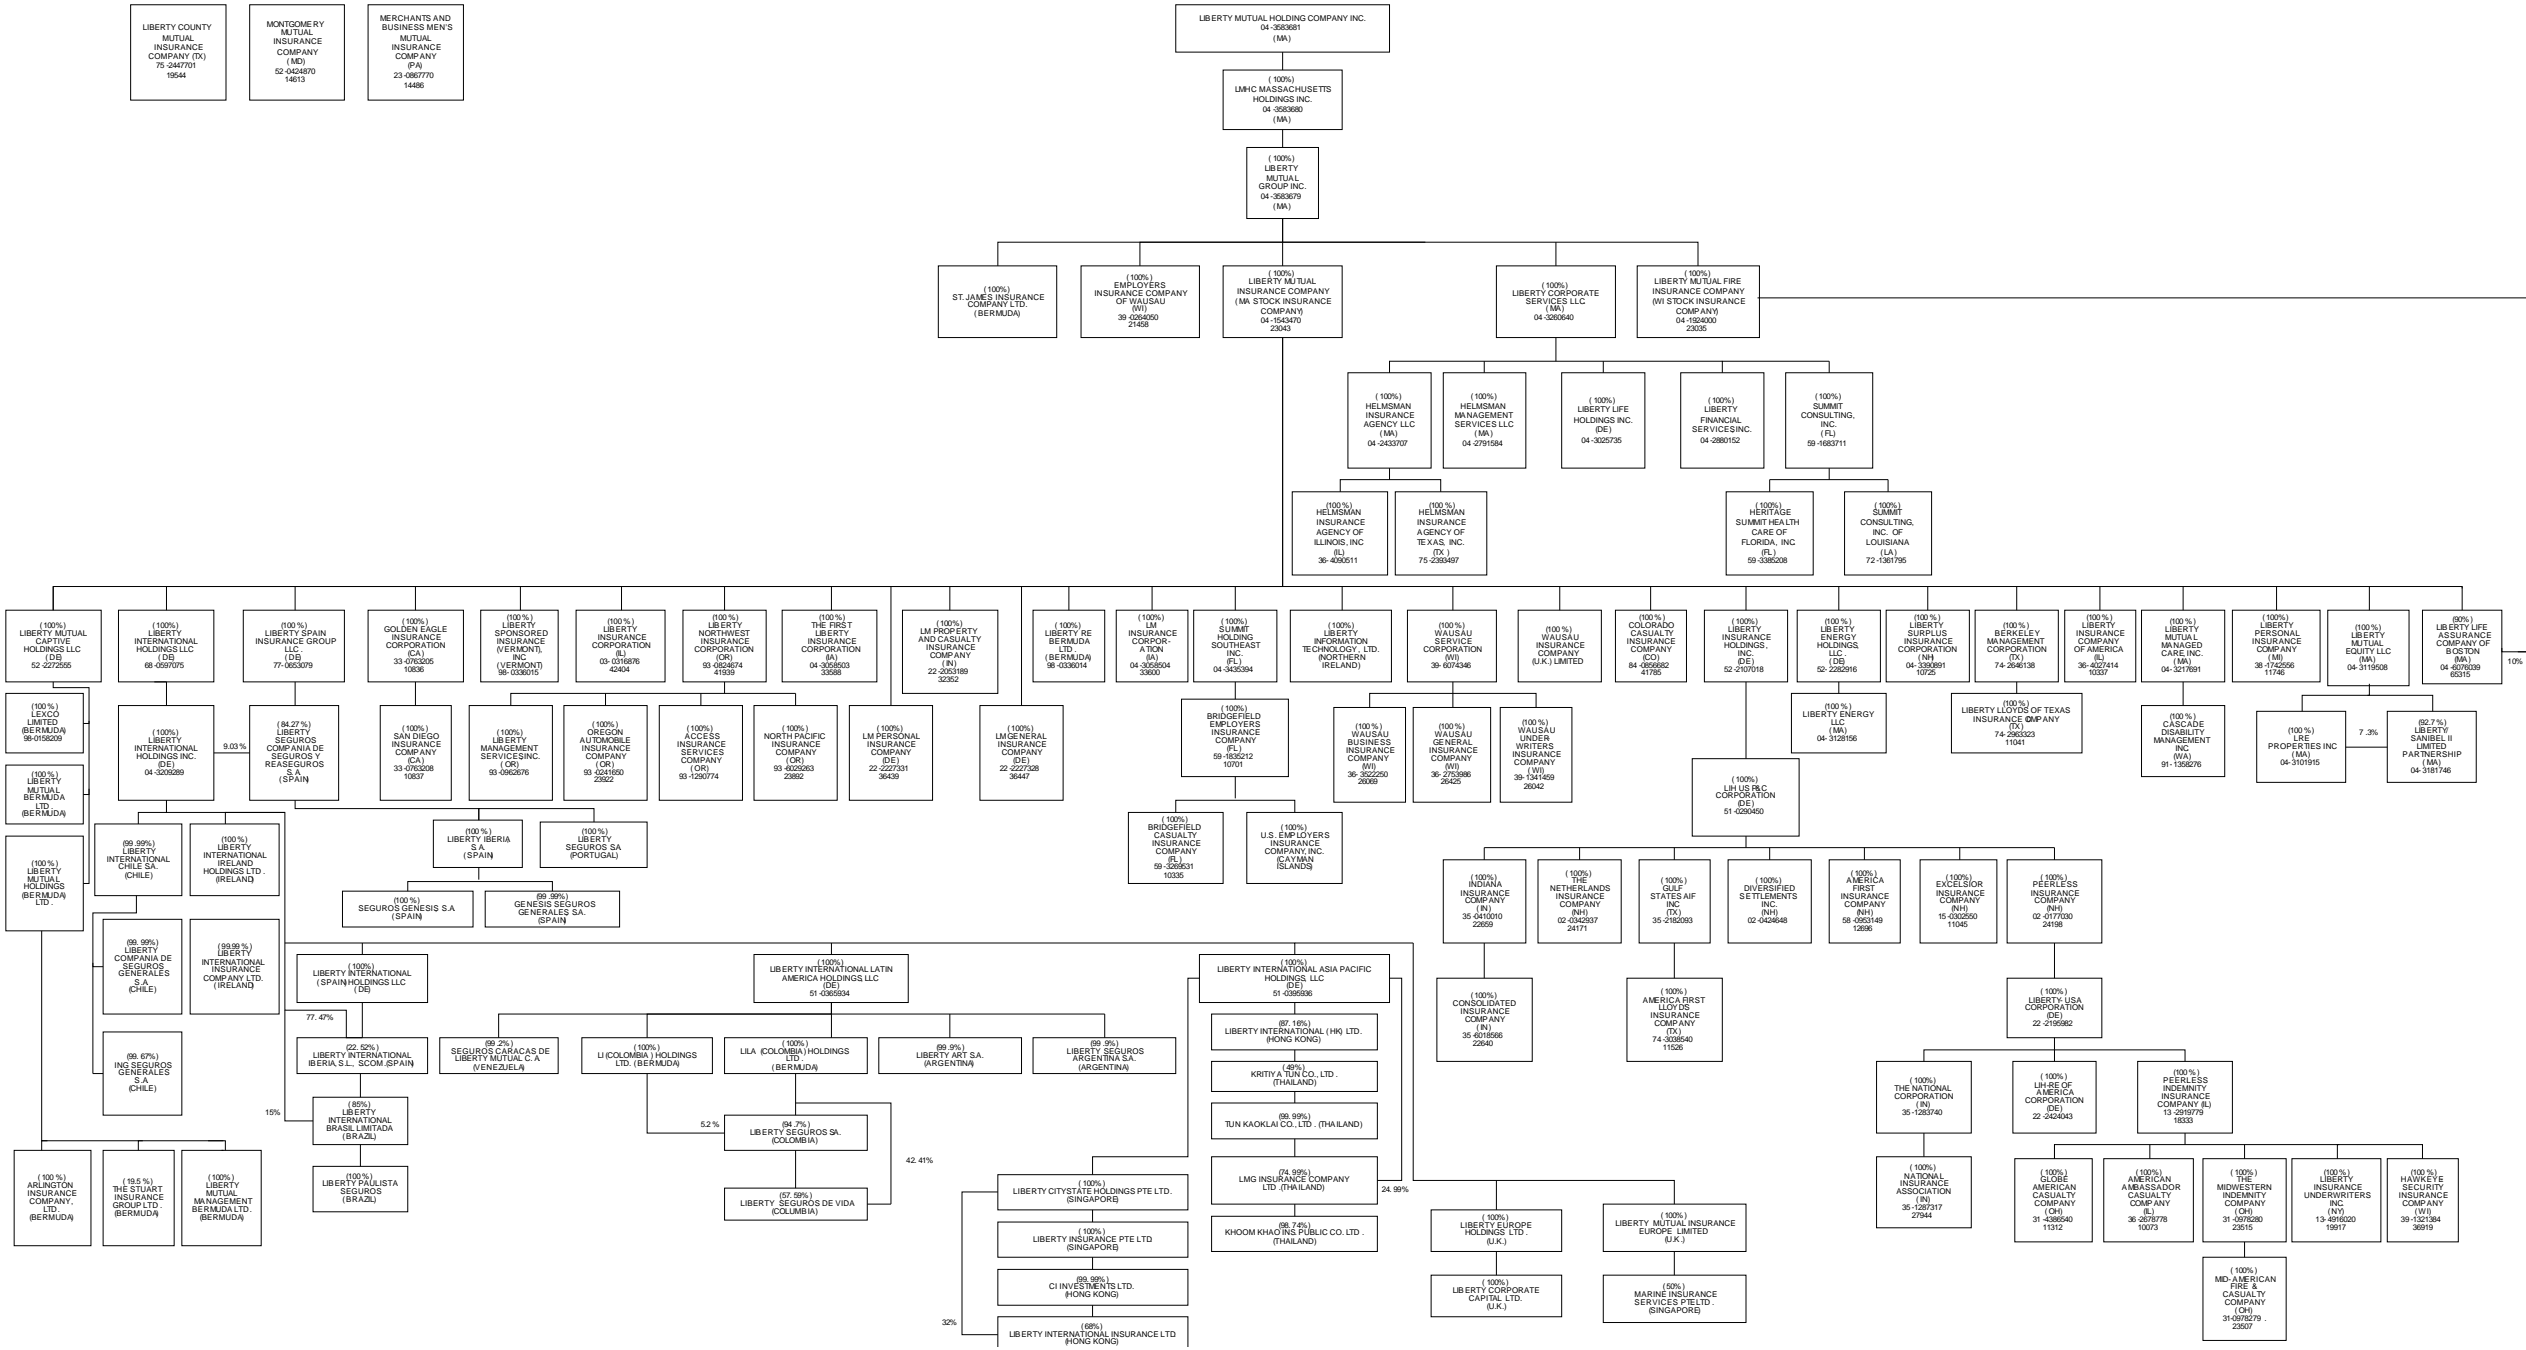 LIBERTY COUNTY
MUTUAL
INSURANCE
COMPANY (TX)
75 -2447701
19544
MONTGOMERY
MUTUAL
INSURANCE
COMPANY
( MD)
52 -0424870
14613
MERCHANTS AND
BUSINESS MEN'S
MUTUAL
INSURANCE
COMPANY
(PA)
23 -0867770
14486
LIBERTY MUTUAL HOLDING COMPANY INC.
04 -3583681
( MA)
( 100%)
LMHC MASSACHUSETTS
HOLDINGS INC.
04 -3583680
( MA)
( 100%)
LIBERTY
MUTUAL
GROUP INC.
04 -3583679
( MA)
( 100%)
ST. JAMES INSURANCE
COMPANY LTD.
( BERMUDA)
( 100%)
EMPLOYERS
INSURANCE COMPANY
OF WAUSAU
(WI)
39 -0264050
21458
( 100%)
LIBERTY MUTUAL
INSURANCE COMPANY
( MA STOCK INSURANCE
COMPANY)
04 -1543470
23043
( 100%)
LIBERTY CORPORATE
SERVICES LLC
( MA)
04 -3260640
( 100%)
LIBERTY MUTUAL FIRE
INSURANCE COMPANY
(WI STOCK INSURANCE
COMPANY)
04 -1924000
23035
( 100%)
HELMSMAN
INSURANCE
AGENCY LLC
( MA)
04 -2433707
( 100%)
HELMSMAN
MANAGEMENT
SERVICES LLC
( MA)
04 -2791584
( 100%)
LIBERTY LIFE
HOLDINGS INC.
(DE)
04 -3025735
( 100%)
LIBERTY
FINANCIAL
SERVICES INC.
04 -2880152
( 100%)
SUMMIT
CONSULTING,
INC.
( FL)
59 -1683711
(100 %)
HELMSMAN
INSURANCE
AGENCY OF
ILLINOIS, INC
(IL)
36- 4090511
(100 %)
HELMSMAN
INSURANCE
AGENCY OF
TEXAS, INC.
(TX )
75 -2393497
( 100%)
HERITAGE
SUMMIT HEALTH
CARE OF
FLORIDA, INC.
(FL )
59 -3385208
( 100%)
SUMMIT
CONSULTING,
INC. OF
LOUISIANA
( LA)
72 -1361795
(100%)
LIBERTY MUTUAL
CAPTIVE
HOLDINGS LLC
( DE)
52 -2272555
(100%)
LIBERTY
INTERNATIONAL
HOLDINGS LLC
( DE)
68 -0597075
(100%)
LIBERTY SPAIN
INSURANCE GROUP
LLC .
( DE)
77- 0653079
( 100%)
GOLDEN EAGLE
INSURANCE
CORPORATION
(CA)
33 -0763205
10836
(100 %)
LIBERTY
SPONSORED
INSURANCE
(VERMONT),
INC.
( VERMONT)
98- 0336015
(100 %)
LIBERTY
INSURANCE
CORPORATION
(IL)
03- 0316876
42404
(100 %)
LIBERTY
NORTHWEST
INSURANCE
CORPORATION
(OR)
93 -0824674
41939
(100%)
THE FIRST
LIBERTY
INSURANCE
CORPORATION
(IA)
04 -3058503
33588
(100%)
LM PROPERTY
AND CASUALTY
INSURANCE
COMPANY
( IN)
22 -2053189
32352
(100%)
LIBERTY RE
BERMUDA
LTD .
( BERMUDA)
98 -0336014
(100%)
LM
INSURANCE
CORPOR-
ATION
(IA)
04 -3058504
33600
(100%)
SUMMIT
HOLDING
SOUTHEAST
INC.
(FL)
04 -3435394
(100 %)
LIBERTY
INFORMATION
TECHNOLOGY , LTD.
(NORTHERN
IRELAND)
(100 %)
WAUSAU
SERVICE
CORPORATION
(WI)
39- 6074346
(100 %)
WAUSAU
INSURANCE
COMPANY
(U.K.) LIMITED
( 100 %)
COLORADO
CASUALTY
INSURANCE
COMPANY
(CO)
84 -0856682
41785
(100%)
LIBERTY
INSURANCE
HOLDINGS,
INC.
(DE)
52 -2107018
(100 %)
LIBERTY
ENERGY
HOLDINGS,
LLC .
( DE)
52- 2282916
(100 %)
LIBERTY
SURPLUS
INSURANCE
CORPORATION
( NH)
04- 3390891
10725
(100 %)
BERKELEY
MANAGEMENT
CORPORATION
(TX)
74- 2646138
(100%)
LIBERTY
INSURANCE
COMPANY
OF AMERICA
(IL)
36- 4027414
10337
(100%)
LIBERTY
MUTUAL
MANAGED
CARE, INC.
( MA)
04- 3217691
(100%)
LIBERTY
PERSONAL
INSURANCE
COMPANY
( MI)
38 -1742556
11746
(100%)
LIBERTY
MUTUAL
EQUITY LLC
(MA)
04- 3119508
(90%)
LIBERTY LIFE
ASSURANCE
COMPANY OF
BOSTON
(MA)
04 -6076039
65315
10%
(100 %)
LEXCO
LIMITED
(BERMUDA)
98-0158209
(100 %)
LIBERTY
INTERNATIONAL
HOLDINGS INC.
(DE)
04 -3209289
9.03 %
( 84.27 %)
LIBERTY
SEGUROS
COMPANIA DE
SEGUROS Y
REASEGUROS
S. A
( SPAIN)
(100 %)
SAN DIEGO
INSURANCE
COMPANY
(CA)
33 -0763208
10837
(100 %)
LIBERTY
MANAGEMENT
SERVICES INC.
( OR)
93 -0962676
(100%)
OREGON
AUTOMOBILE
INSURANCE
COMPANY
( OR)
93 -0241650
23922
(100%)
ACCESS
INSURANCE
SERVICES
COMPANY
( OR)
93 -1290774
(100%)
NORTH PACIFIC
INSURANCE
COMPANY
( OR)
93 -6029263
23892
(100 %)
LM PERSONAL
INSURANCE
COMPANY
(DE)
22 -2227331
36439
(100%)
LM GENERAL
INSURANCE
COMPANY
(DE)
22 -2227328
36447
(100%)
BRIDGEFIELD
EMPLOYERS
INSURANCE
COMPANY
(FL)
59 -1835212
10701
(100 %)
WAUSAU
BUSINESS
INSURANCE
COMPANY
(WI)
36- 3522250
26069
(100 %)
WAUSAU
GENERAL
INSURANCE
COMPANY
(WI)
36- 2753986
26425
(100 %)
WAUSAU
UNDER-
WRITERS
INSURANCE
COMPANY
( WI)
39- 1341459
26042
(100 %)
LIBERTY ENERGY
LLC
( MA)
04- 3128156
(100 %)
LIBERTY LLOYDS OF TEXAS
INSURANCE COMPANY
(TX)
74- 2963323
11041
(100 %)
CASCADE
DISABILITY
MANAGEMENT
INC.
(WA)
91- 1358276
(100 %)
LRE
PROPERTIES INC
( MA)
04- 3101915
7 .3%
(92.7 %)
LIBERTY/
SANIBEL II
LIMITED
PARTNERSHIP
( MA)
04- 3181746
(100 %)
LIBERTY
MUTUAL
BERMUDA
LTD .
(BERMUDA)
( 100%)
LIH US P&C
CORPORATION
(DE)
51 -0290450
(100 %)
LIBERTY
MUTUAL
HOLDINGS
(BERMUDA)
LTD .
(99 .99%)
LIBERTY
INTERNATIONAL
CHILE SA.
(CHILE)
(100 %)
LIBERTY
INTERNATIONAL
IRELAND
HOLDINGS LTD .
(IRELAND)
(100 %)
LIBERTY IBERIA,
S. A.
( SPAIN)
(100 %)
LIBERTY
SEGUROS SA
(PORTUGAL)
( 100%)
BRIDGEFIELD
CASUALTY
INSURANCE
COMPANY
(FL)
59 -3269531
10335
(100%)
U.S. EMPLOYERS
INSURANCE
COMPANY, INC.
(CAYMAN
ISLANDS)
(100 %)
SEGUROS GENESIS S.A.
(SPAIN)
( 99 .99%)
GENESIS SEGUROS
GENERALES S.A.
(SPAIN)
(100%)
INDIANA
INSURANCE
COMPANY
( IN)
35 -0410010
22659
( 100%)
THE
NETHERLANDS
INSURANCE
COMPANY
(NH)
02 -0342937
24171
( 100%)
GULF
STATES AIF
INC
(TX)
35 -2182093
( 100%)
DIVERSIFIED
SETTLEMENTS
INC.
(NH)
02 -0424648
( 100%)
AMERICA
FIRST
INSURANCE
COMPANY
(NH)
58 -0953149
12696
( 100%)
EXCELSIOR
INSURANCE
COMPANY
(NH)
15 -0302550
11045
( 100%)
PEERLESS
INSURANCE
COMPANY
(NH)
02 -0177030
24198
(99. 99%)
LIBERTY
COMPANIA DE
SEGUROS
GENERALES
S.A
(CHILE)
( 99.99 %)
LIBERTY
INTERNATIONAL
INSURANCE
COMPANY LTD.
(IRELAND)
(100%)
LIBERTY INTERNATIONAL
( SPAIN) HOLDINGS LLC
( DE)
( 100%)
LIBERTY INTERNATIONAL LATIN
AMERICA HOLDINGS, LLC
(DE)
51 -0365934
(100%)
LIBERTY INTERNATIONAL ASIA PACIFIC
HOLDINGS, LLC
(DE)
51 -0395936
(100%)
CONSOLIDATED
INSURANCE
COMPANY
( IN)
35 -6018566
22640
( 100%)
AMERICA FIRST
LLOYDS
INSURANCE
COMPANY
(TX)
74 -3038540
11526
( 100%)
LIBERTY- USA
CORPORATION
(DE)
22 -2195982
77. 47%
(99. 67%)
ING SEGUROS
GENERALES
S.A
(CHILE)
(22. 52%)
LIBERTY INTERNATIONAL
IBERIA, S.L., SCOM .(SPAIN)
(99 .2%)
SEGUROS CARACAS DE
LIBERTY MUTUAL C. A.
(VENEZUELA)
(100%)
LI (COLOMBIA ) HOLDINGS
LTD. ( BERMUDA)
(100%)
LILA (COLOMBIA) HOLDINGS
LTD .
( BERMUDA)
(99 .9%)
LIBERTY ART S.A.
(ARGENTINA)
(99 .9%)
LIBERTY SEGUROS
ARGENTINA S.A.
(ARGENTINA)
(87. 16%)
LIBERTY INTERNATIONAL ( HK) LTD.
(HONG KONG)
( 49%)
KRITIYA TUN CO., LTD .
(THAILAND)
(99. 99%)
TUN KAOKLAI CO., LTD . (THAILAND)
( 100%)
THE NATIONAL
CORPORATION
( IN)
35 -1283740
(100%)
LIH-RE OF
AMERICA
CORPORATION
(DE)
22 -2424043
(100 %)
PEERLESS
INDEMNITY
INSURANCE
COMPANY (IL)
13 -2919779
18333
15%
( 85%)
LIBERTY
INTERNATIONAL
BRASIL LIMITADA
( BRAZIL)
5.2 %
(94 .7%)
LIBERTY SEGUROS SA.
(COLOMBIA)
42. 41%
( 100 %)
ARLINGTON
INSURANCE
COMPANY,
LTD.
(BERMUDA)
( 19.5 %)
THE STUART
INSURANCE
GROUP LTD .
( BERMUDA)
(100%)
LIBERTY
MUTUAL
MANAGEMENT
BERMUDA LTD.
(BERMUDA)
(100 %)
LIBERTY PAULISTA
SEGUROS
(BRAZIL)
(57. 59%)
LIBERTY SEGUROS DE VIDA
(COLUMBIA)
(100%)
LIBERTY CITYSTATE HOLDINGS PTE LTD.
(SINGAPORE)
(74. 99%)
LMG INSURANCE COMPANY
LTD .(THAILAND)
24. 99%
( 100%)
LIBERTY INSURANCE PTE LTD.
(SINGAPORE)
(98. 74%)
KHOOM KHAO INS. PUBLIC CO. LTD .
(THAILAND)
( 100%)
LIBERTY EUROPE
HOLDINGS LTD .
(U.K.)
( 100%)
LIBERTY MUTUAL INSURANCE
EUROPE LIMITED
(U.K.)
( 100%)
NATIONAL
INSURANCE
ASSOCIATION
( IN)
35 -1287317
27944
( 100%)
GLOBE
AMERICAN
CASUALTY
COMPANY
( OH)
31 -4386540
11312
( 100%)
AMERICAN
AMBASSADOR
CASUALTY
COMPANY
(IL)
36 -2678778
10073
( 100%)
THE
MIDWESTERN
INDEMNITY
COMPANY
(OH)
31 -0978280
23515
( 100 %)
LIBERTY
INSURANCE
UNDERWRITERS
INC.
(NY)
13- 4916020
19917
(100 %)
HAWKEYE
SECURITY
INSURANCE
COMPANY
( WI)
39 -1321384
36919
(99. 99%)
CI INVESTMENTS LTD.
(HONG KONG)
32%
(68%)
LIBERTY INTERNATIONAL INSURANCE LTD.
(HONG KONG)
( 100%)
LIBERTY CORPORATE
CAPITAL LTD.
(U.K.)
(50%)
MARINE INSURANCE
SERVICES PTE LTD .
(SINGAPORE)
( 100%)
MID- AMERICAN
FIRE &
CASUALTY
COMPANY
( OH)
31-0978279 .
23507